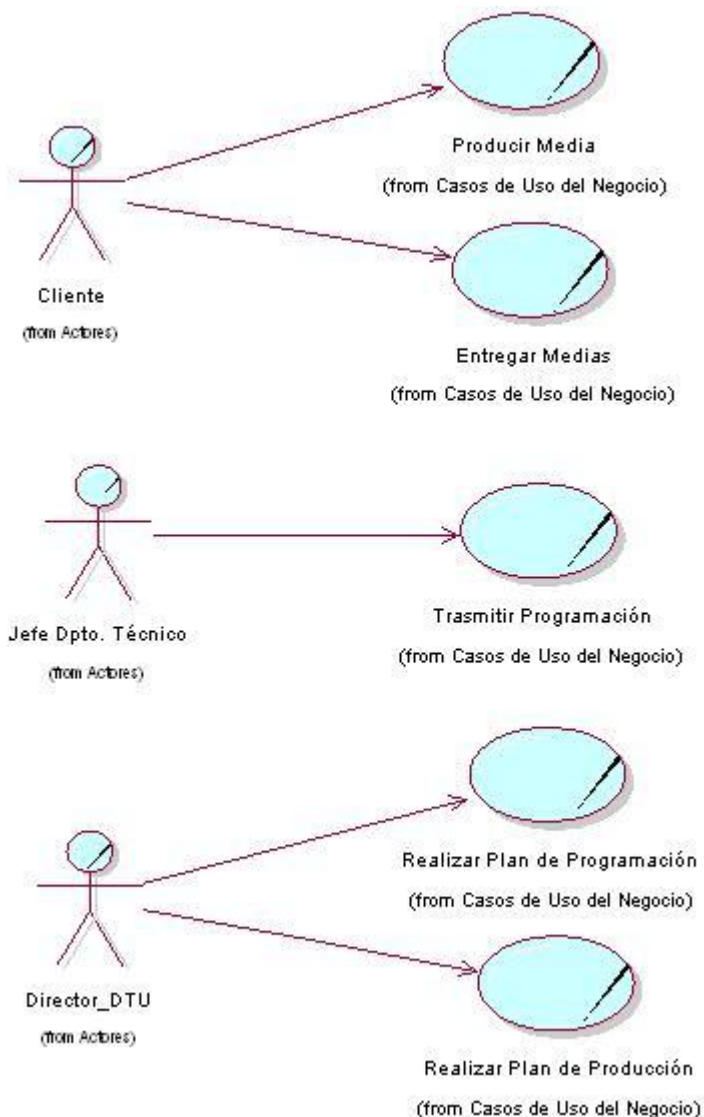 Producir Media
(from Casos de Uso del Negocio)
Cliente
(from Actores)
Entregar Medias
(from Casos de Uso del Negocio)
Trasmitir Programación
(from Casos de Uso del Negocio)
Jefe Dpto. Técnico
(from Actores)
Realizar Plan de Programación
(from Casos de Uso del Negocio)
Director_DTU
(from Actores)
Realizar Plan de Producción
(from Casos de Uso del Negocio)